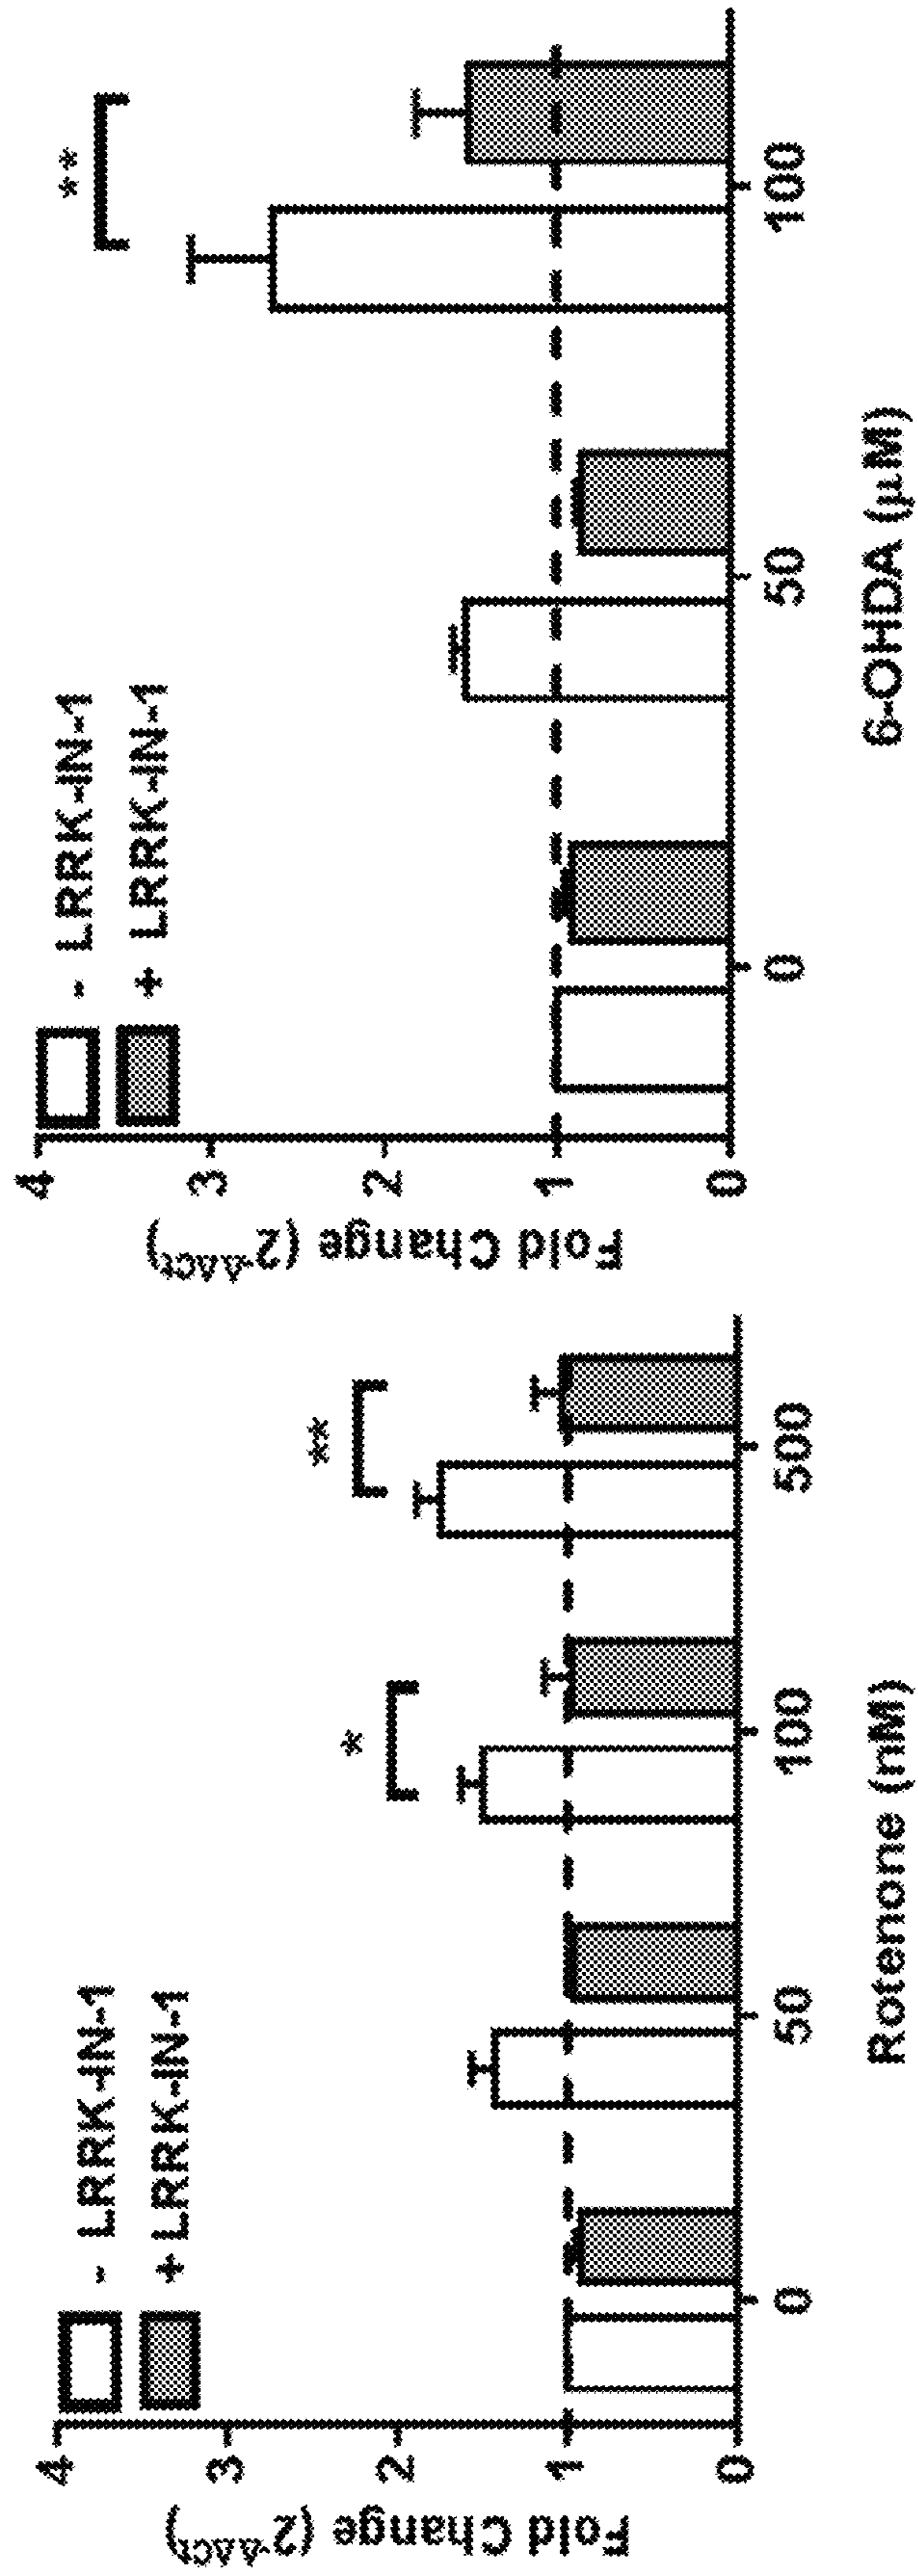 Fold Change (2-ΔΔCt)
4
3
2
1
0
- LRRK-IN-1
+ LRRK-IN-1
*
**
0
50
100
500
Rotenone (nM)
Fold Change (2-ΔΔCt)
4
3
2
1
0
- LRRK-IN-1
+ LRRK-IN-1
**
0
50
100
6-OHDA (µM)